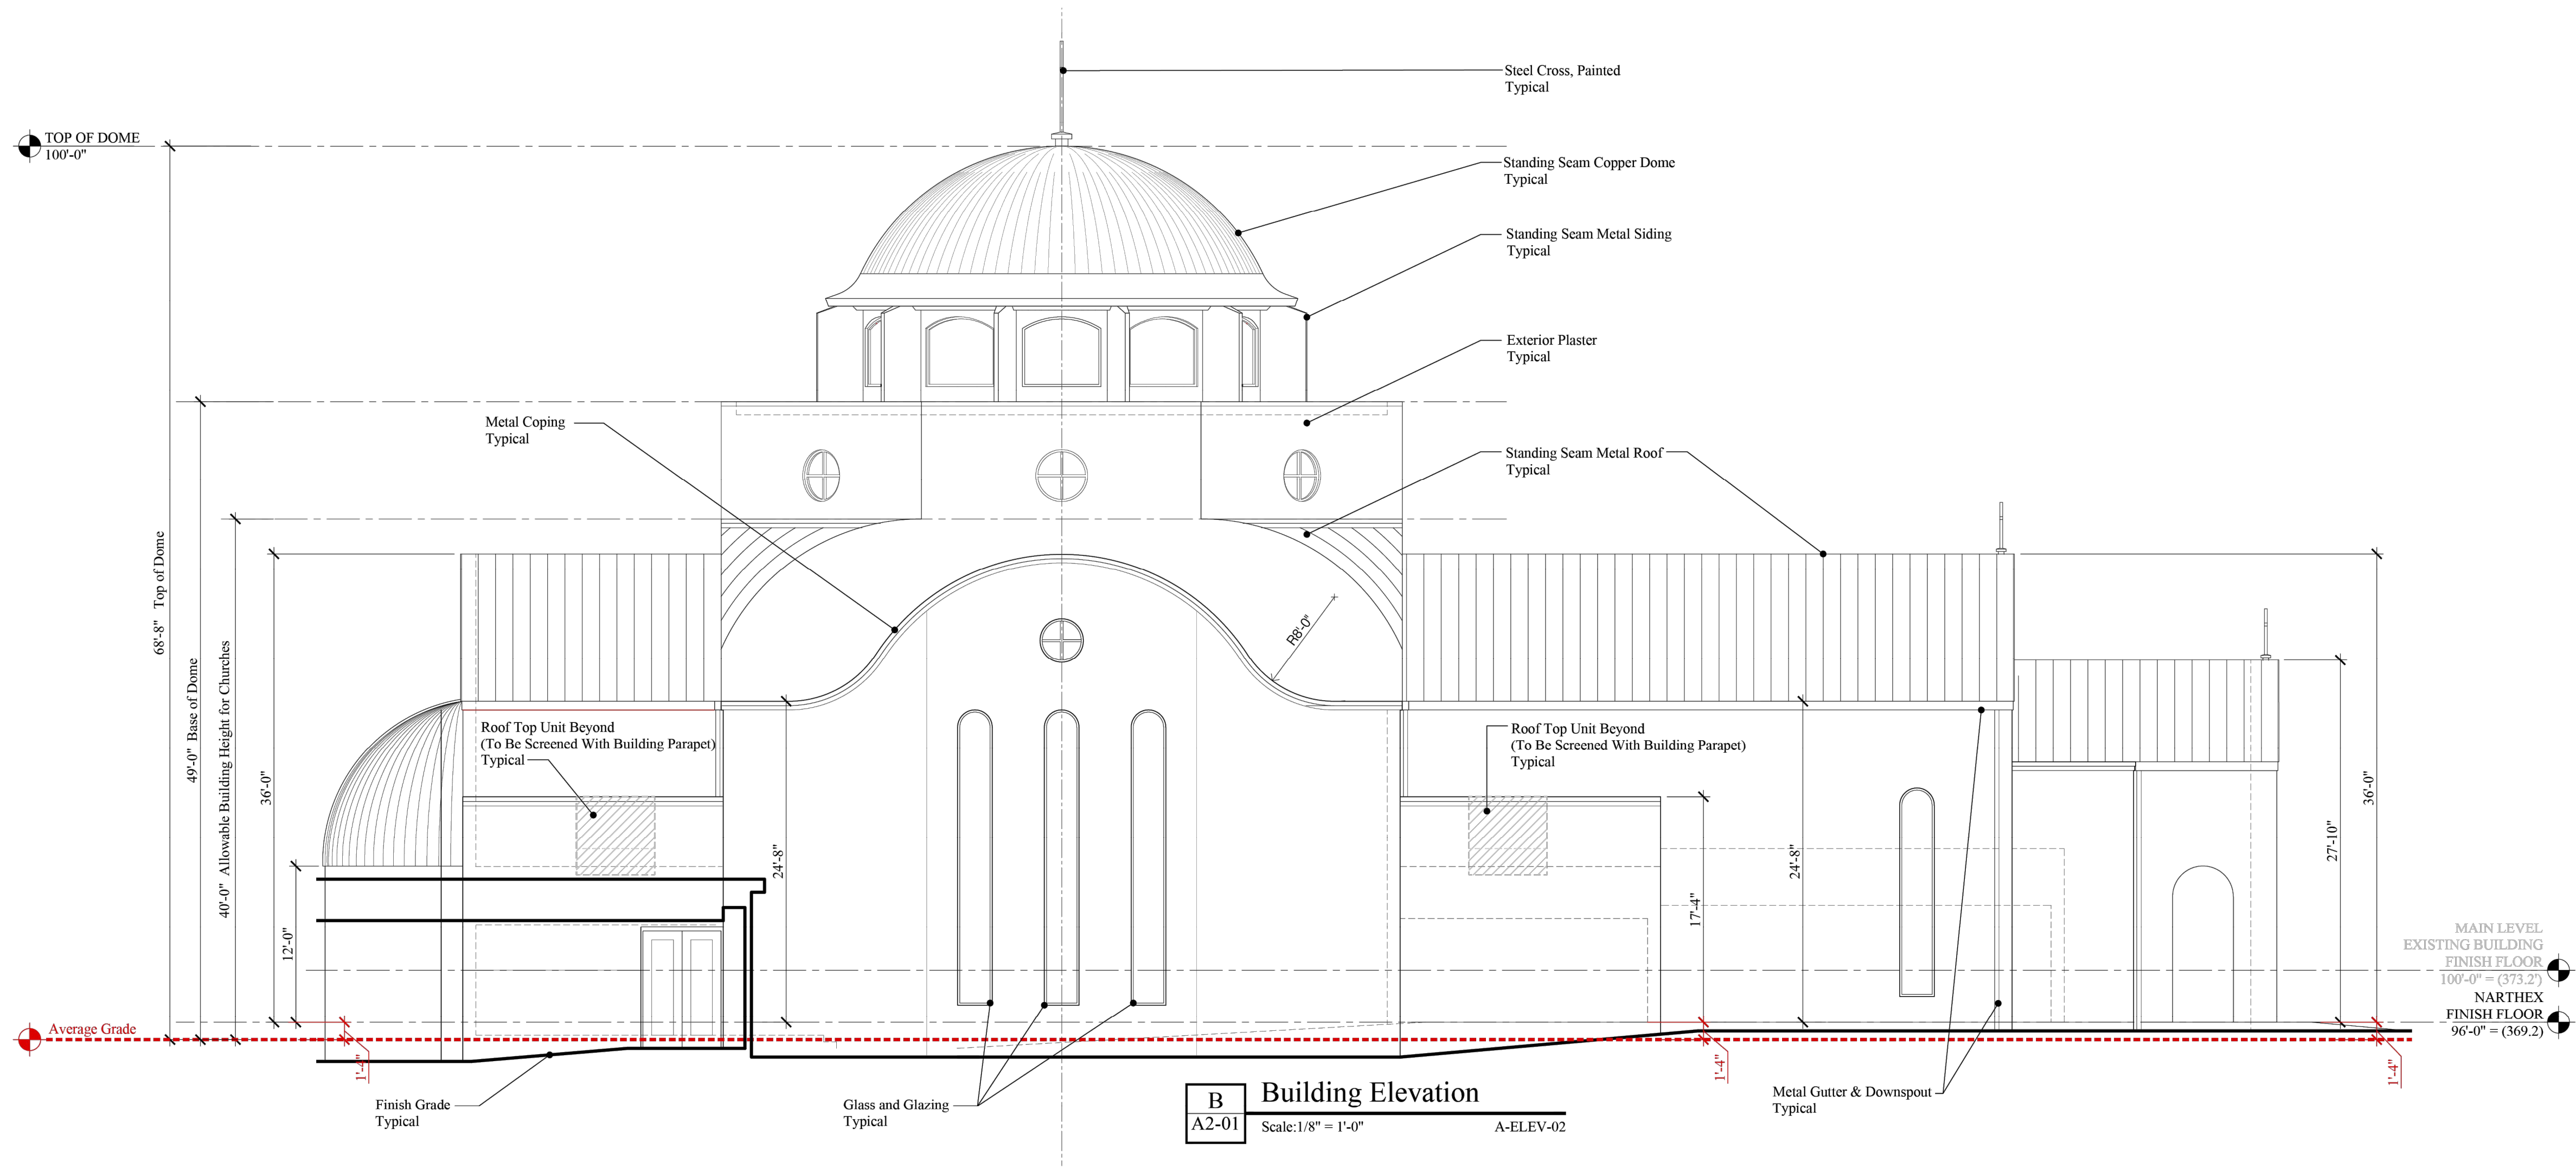 Steel Cross, Painted
Typical
TOP OF DOME
100'-0"
Standing Seam Copper Dome
Typical
Standing Seam Metal Siding
Typical
Exterior Plaster
Typical
Metal Coping
Typical
Standing Seam Metal Roof
Typical
68'-8" Top of Dome
49'-0" Base of Dome
40'-0" Allowable Building Height for Churches
36'-0"
12'-0"
R8'-0"
Roof Top Unit Beyond
(To Be Screened With Building Parapet)
Typical
24'-8"
Roof Top Unit Beyond
(To Be Screened With Building Parapet)
Typical
17'-4"
24'-8"
27'-10"
36'-0"
MAIN LEVEL
EXISTING BUILDING
FINISH FLOOR
100'-0" = (373.2')
NARTHEX
FINISH FLOOR
96'-0" = (369.2)
Average Grade
1'-4"
1'-4"
1'-4"
Finish Grade
Typical
Glass and Glazing
Typical
B
A2-01
Building Elevation
Scale:1/8" = 1'-0"
A-ELEV-02
Metal Gutter & Downspout
Typical